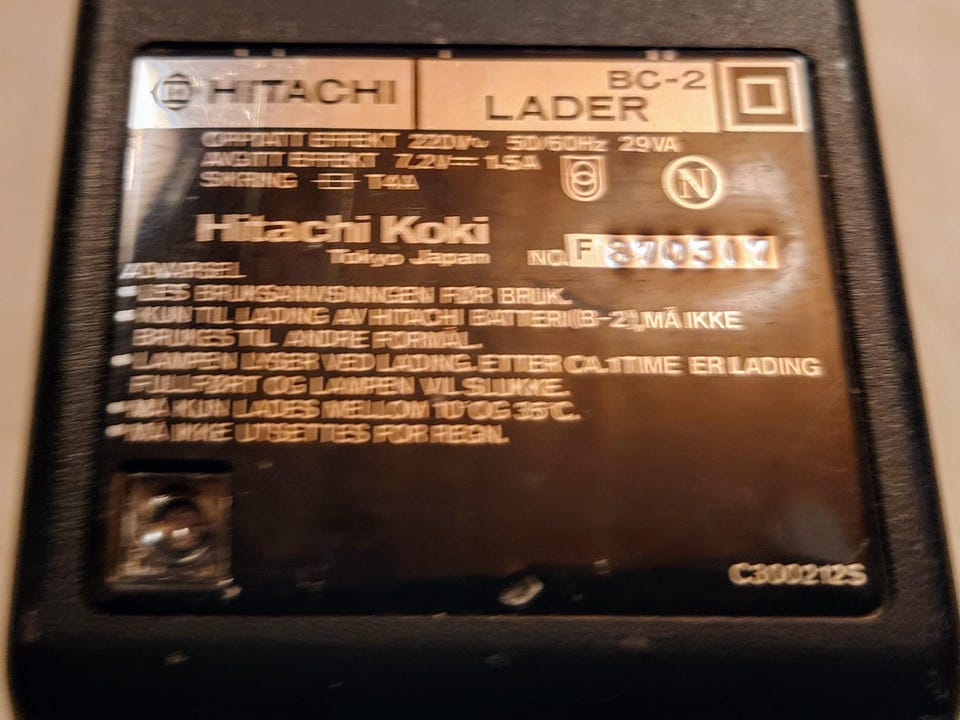 HITACHI
BC-2
LADER
OPPTATT EFFEKT 220V~ 50/60Hz 29VA
AVGITT EFFEKT 7.2V⎓ 1.5A
SIKRING T4A
N
Hitachi Koki
Tokyo Japan
NO. F 870517
ADVARSEL
•LES BRUKSANVISNINGEN FØR BRUK.
•KUN TIL LADING AV HITACHI BATTERI(B-2), MÅ IKKE
BRUKES TIL ANDRE FORMÅL.
•LAMPEN LYSER VED LADING. ETTER CA. 1 TIME ER LADING
FULLFØRT OG LAMPEN VIL SLUKKE.
•MÅ KUN LADES MELLOM 10 OG 35°C.
•MÅ IKKE UTSETTES FOR REGN.
C300212S